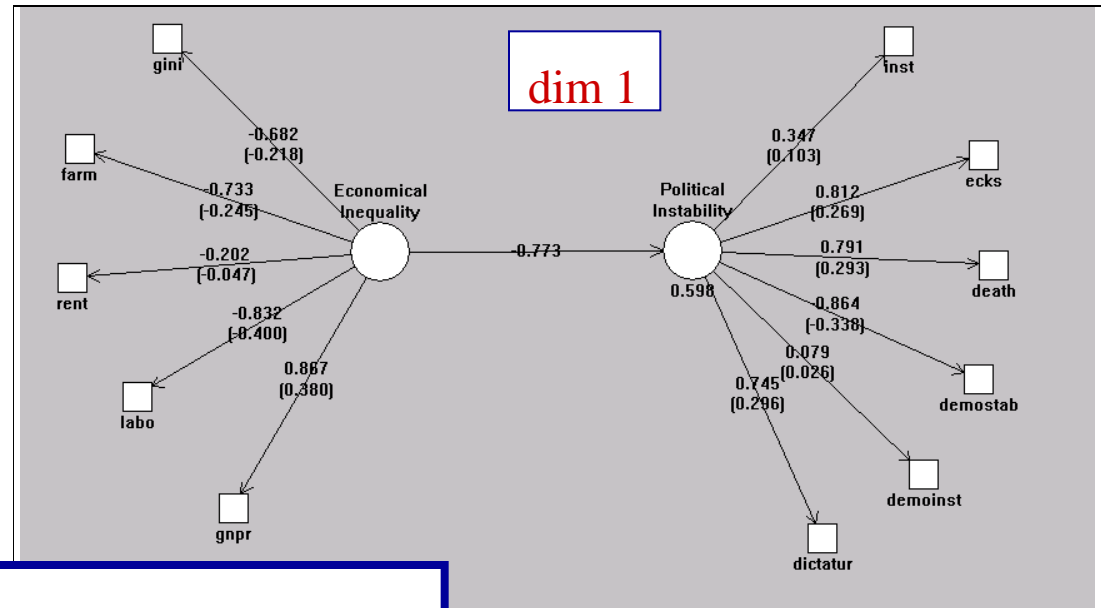 dim 1
gini
-0.682
(-0.218)
farm
-0.733
(-0.245)
rent
-0.202
(-0.047)
labo
-0.832
(-0.400)
gnpr
0.867
(0.380)
Economical
Inequality
-0.773
Political
Instability
0.598
inst
0.347
(0.103)
ecks
0.812
(0.269)
death
0.791
(0.293)
demostab
-0.864
(-0.338)
demoinst
0.079
(0.026)
dictatur
0.745
(0.296)